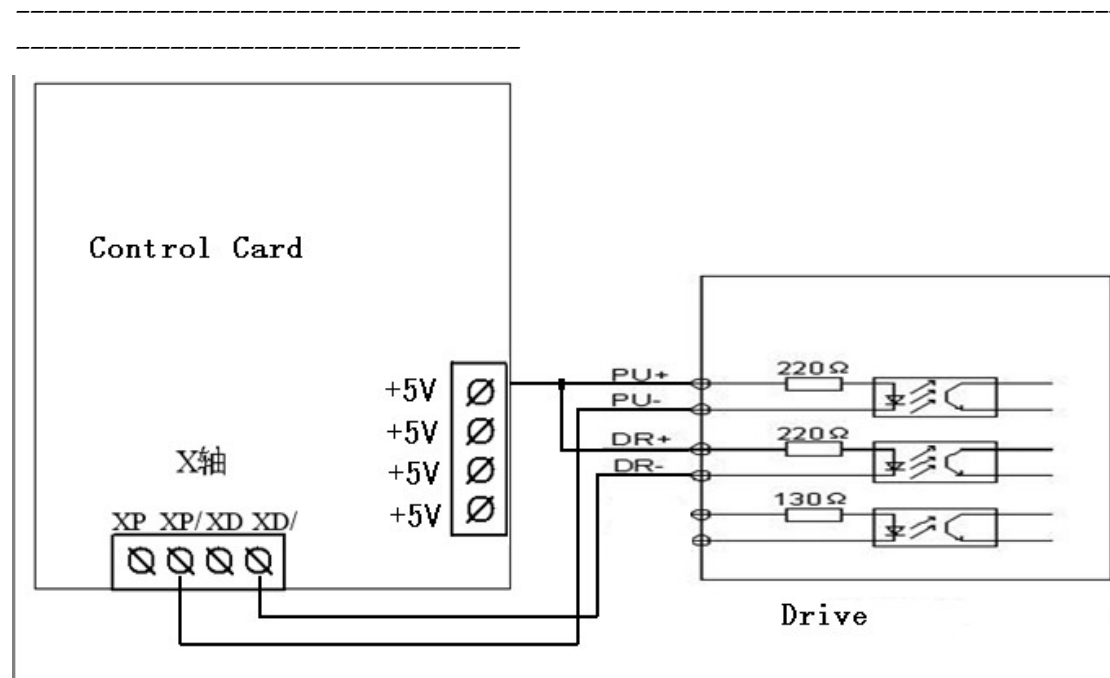 Control Card
+5V
+5V
+5V
+5V
X轴
XP XP/ XD XD/
PU+
PU-
DR+
DR-
220Ω
220Ω
130Ω
Drive